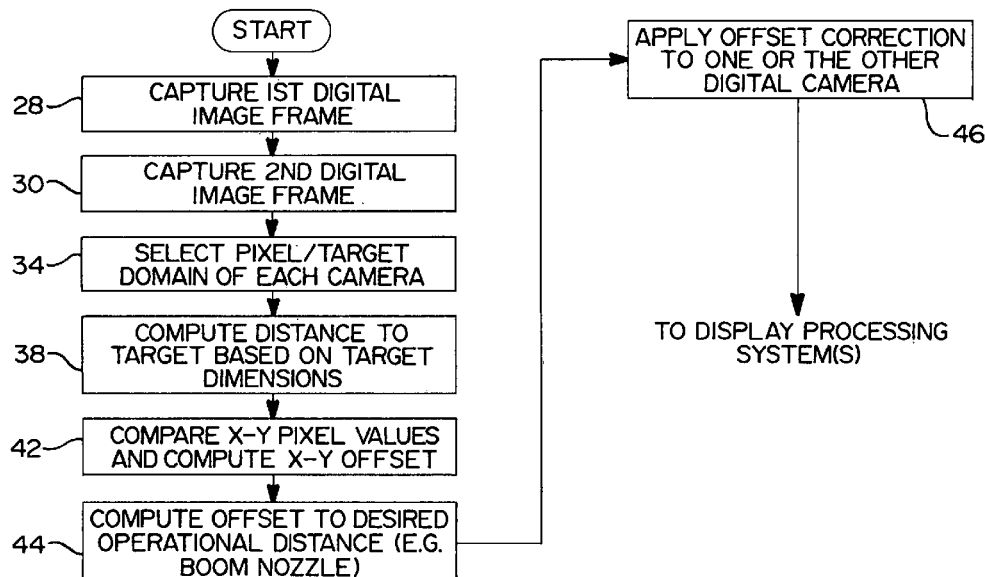 START
28
CAPTURE 1ST DIGITAL
IMAGE FRAME
30
CAPTURE 2ND DIGITAL
IMAGE FRAME
34
SELECT PIXEL/TARGET
DOMAIN OF EACH CAMERA
38
COMPUTE DISTANCE TO
TARGET BASED ON TARGET
DIMENSIONS
42
COMPARE X-Y PIXEL VALUES
AND COMPUTE X-Y OFFSET
44
COMPUTE OFFSET TO DESIRED
OPERATIONAL DISTANCE (E.G.
BOOM NOZZLE)
APPLY OFFSET CORRECTION
TO ONE OR THE OTHER
DIGITAL CAMERA
46
TO DISPLAY PROCESSING
SYSTEM(S)